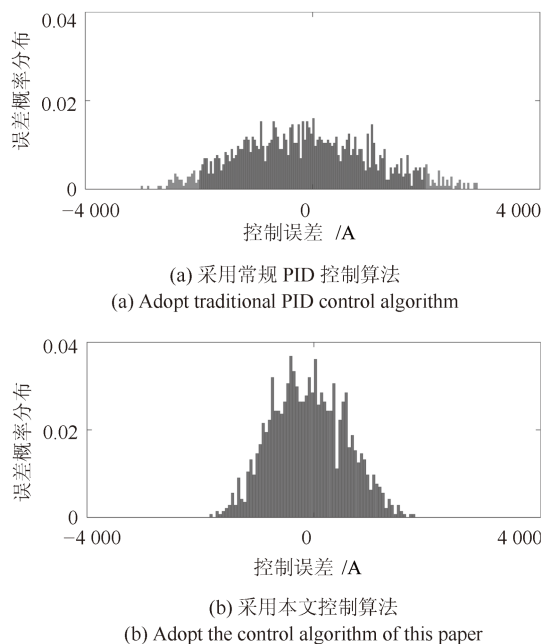 0.04
误差概率分布
0.02
0
−4 000
0
4 000
控制误差 /A
(a) 采用常规 PID 控制算法
(a) Adopt traditional PID control algorithm
0.04
误差概率分布
0.02
0
−4 000
0
4 000
控制误差 /A
(b) 采用本文控制算法
(b) Adopt the control algorithm of this paper